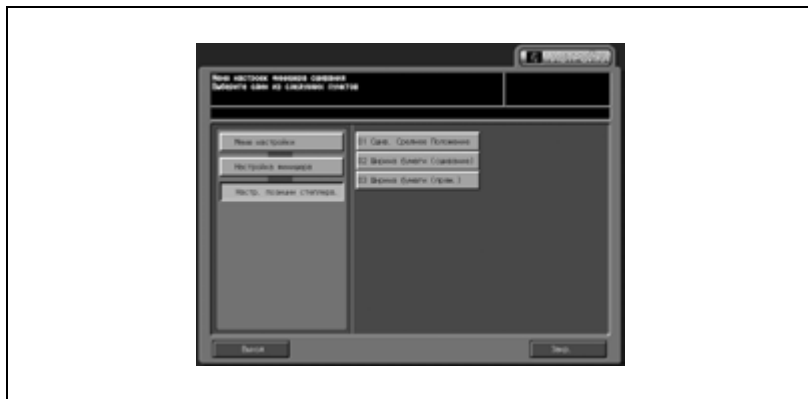 Меню настроек финишера сшивания
Выберите один из следующих пунктов
Меню настройки
Настройка финишера
Настр. позиции степлера.
01 Сшив. Среднее Положение
02 Ширина бумаги (сшивание)
03 Ширина бумаги (прям.)
Выход
Закр.